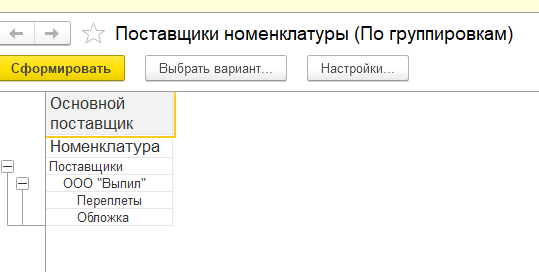 Поставщики номенклатуры (По группировкам)
Сформировать
Выбрать вариант...
Настройки...
Основной
поставщик
Номенклатура
Поставщики
ООО "Выпил"
Переплеты
Обложка